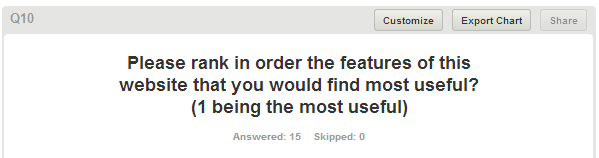 Q10 Customize Export Chart Share
Please rank in order the features of this
website that you would find most useful?
(1 being the most useful)
Answered: 15 Skipped: 0